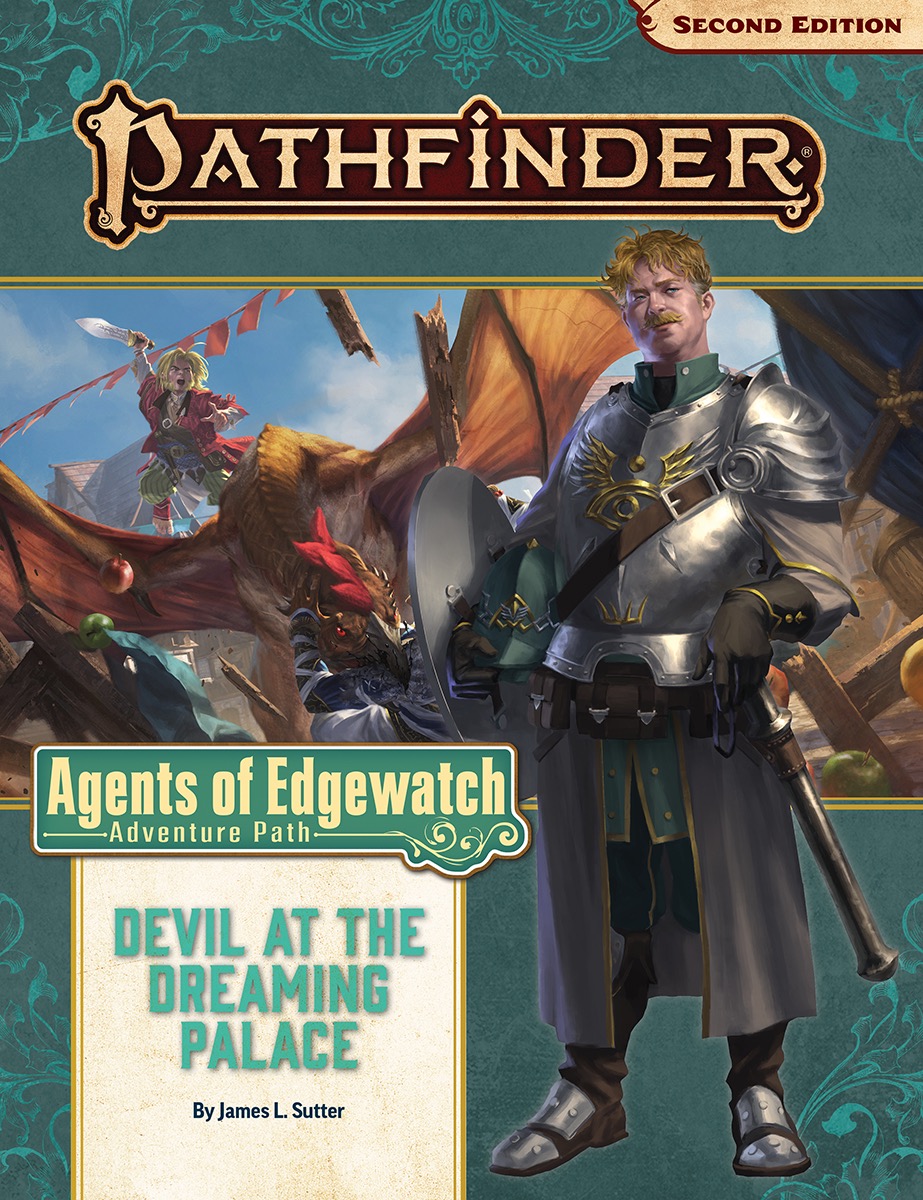 Second Edition
PATHFINDER®
Agents of Edgewatch
Adventure Path
DEVIL AT THE
DREAMING
PALACE
By James L. Sutter